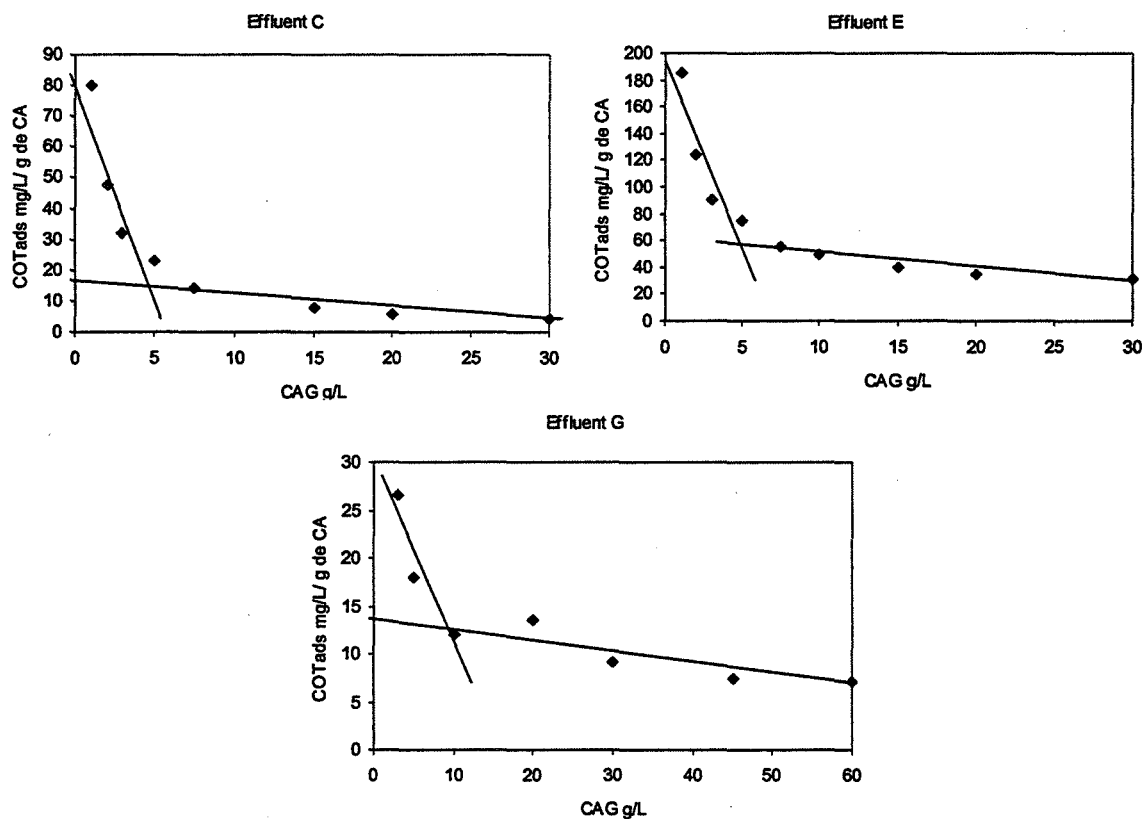 Effluent C
COTads mg/L/ g de CA
90
80
70
60
50
40
30
20
10
0
0 5 10 15 20 25 30
CAG g/L
Effluent E
COTads mg/L/ g de CA
200
180
160
140
120
100
80
60
40
20
0
0 5 10 15 20 25 30
CAG g/L
Effluent G
COTads mg/L/ g de CA
30
25
20
15
10
5
0
0 10 20 30 40 50 60
CAG g/L